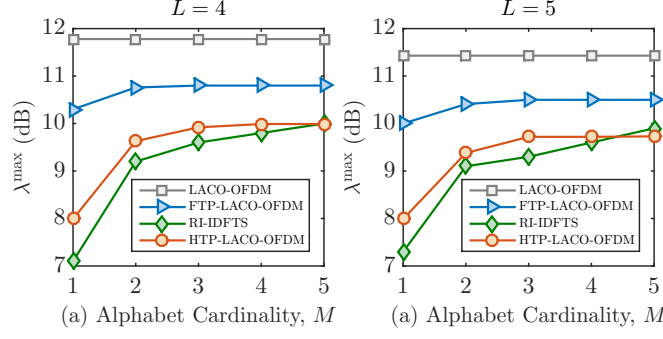 L = 4
12
11
10
9
8
7
λ^max (dB)
LACO-OFDM
FTP-LACO-OFDM
RI-IDFTS
HTP-LACO-OFDM
1 2 3 4 5
(a) Alphabet Cardinality, M
L = 5
12
11
10
9
8
7
λ^max (dB)
LACO-OFDM
FTP-LACO-OFDM
RI-IDFTS
HTP-LACO-OFDM
1 2 3 4 5
(a) Alphabet Cardinality, M